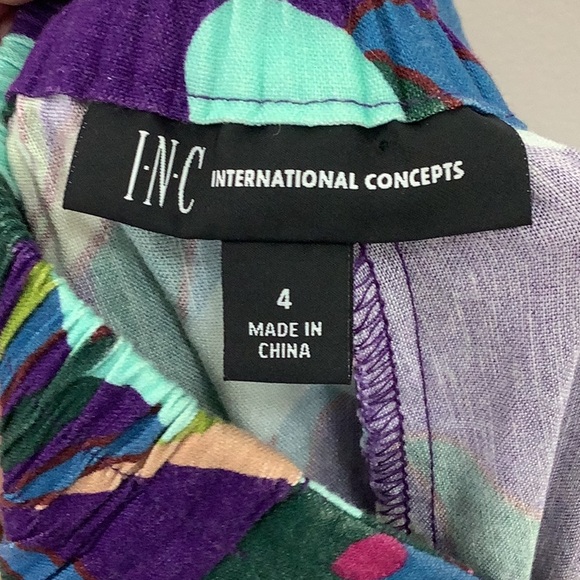 I·N·C INTERNATIONAL CONCEPTS
4
MADE IN
CHINA